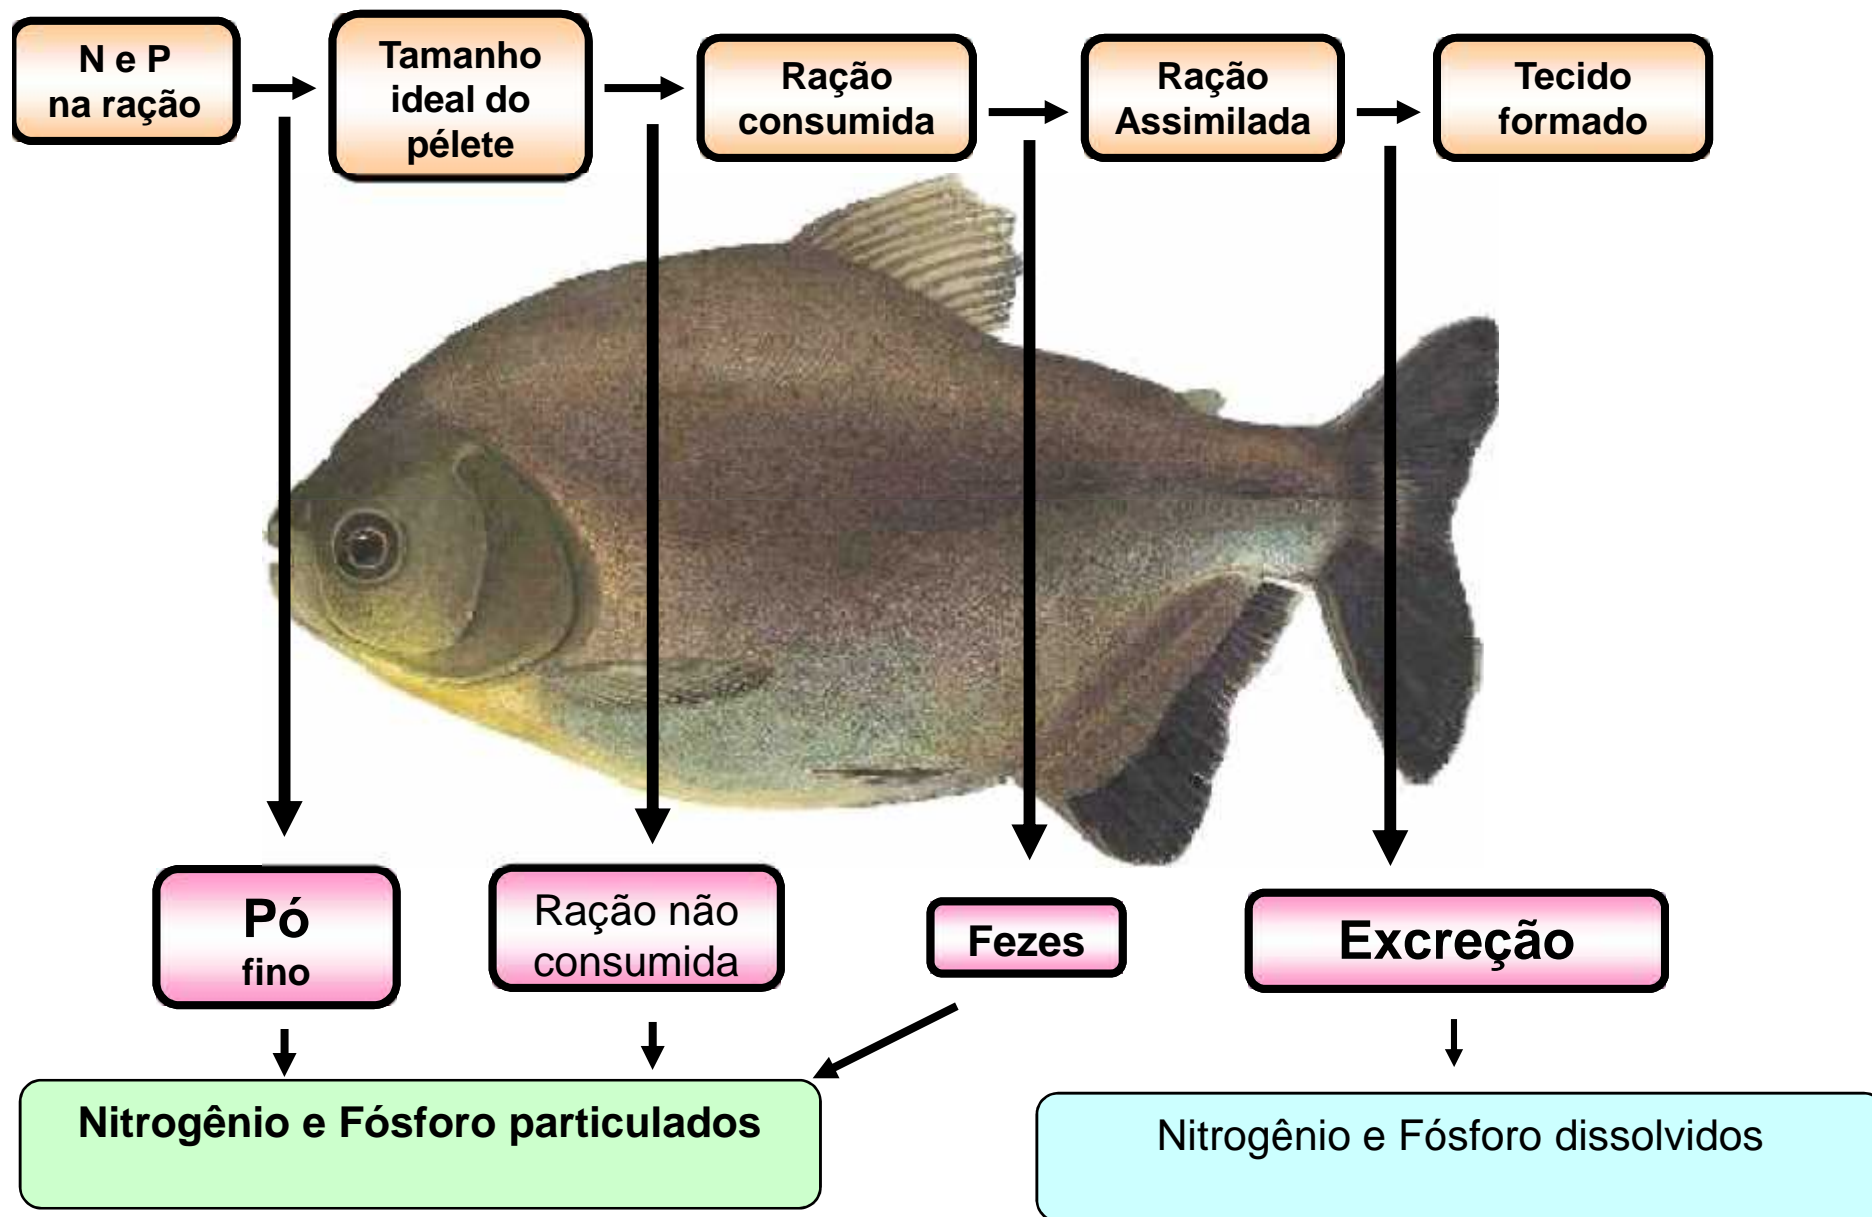 N e P
na ração
Tamanho
ideal do
pélete
Ração
consumida
Ração
Assimilada
Tecido
formado
Pó
fino
Ração não
consumida
Fezes
Excreção
Nitrogênio e Fósforo particulados
Nitrogênio e Fósforo dissolvidos